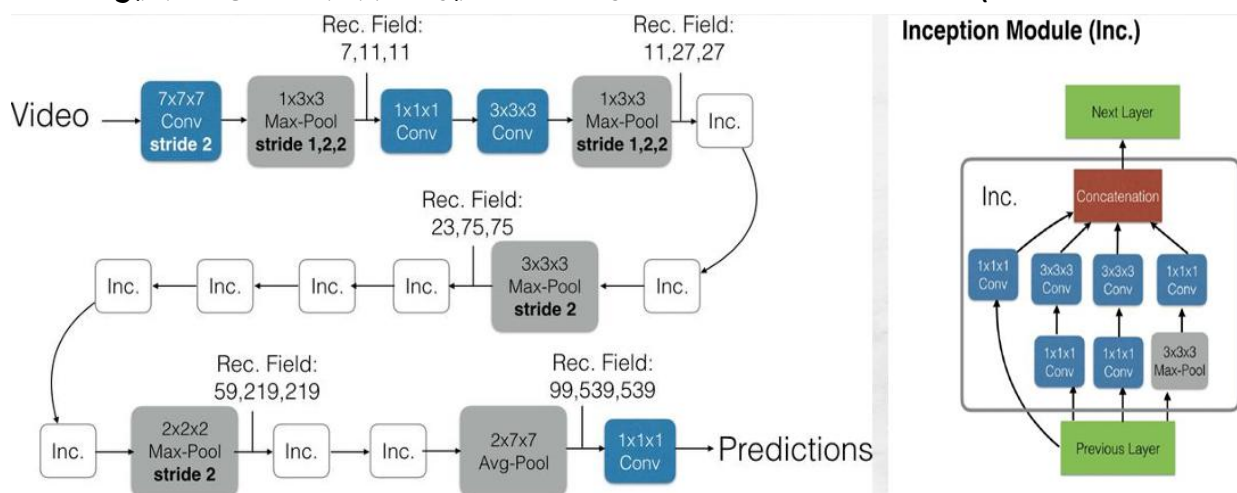 Rec. Field:
7,11,11
Rec. Field:
11,27,27
Video
7x7x7
Conv
stride 2
1x3x3
Max-Pool
stride 1,2,2
1x1x1
Conv
3x3x3
Conv
1x3x3
Max-Pool
stride 1,2,2
Inc.
Rec. Field:
23,75,75
Inc.
Inc.
Inc.
Inc.
3x3x3
Max-Pool
stride 2
Inc.
Rec. Field:
59,219,219
Rec. Field:
99,539,539
Inc.
2x2x2
Max-Pool
stride 2
Inc.
Inc.
2x7x7
Avg-Pool
1x1x1
Conv
Predictions
Inception Module (Inc.)
Next Layer
Inc.
Concatenation
1x1x1
Conv
3x3x3
Conv
3x3x3
Conv
1x1x1
Conv
1x1x1
Conv
1x1x1
Conv
3x3x3
Max-Pool
Previous Layer